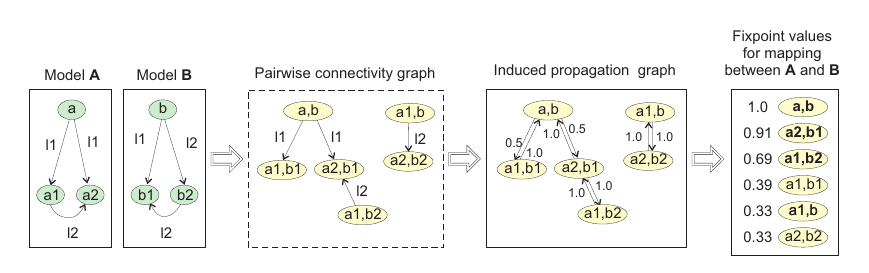 Fixpoint values
for mapping
between A and B
Model A
Model B
Pairwise connectivity graph
Induced propagation graph
a
l1
l1
a1
a2
l2
b
l1
l2
b1
b2
l2
a,b
a1,b
l1
l1
l2
a1,b1
a2,b1
a2,b2
l2
a1,b2
a,b
a1,b
0.5
1.0
1.0
0.5
1.0
1.0
a1,b1
a2,b1
a2,b2
1.0
1.0
a1,b2
1.0 a,b
0.91 a2,b1
0.69 a1,b2
0.39 a1,b1
0.33 a1,b
0.33 a2,b2